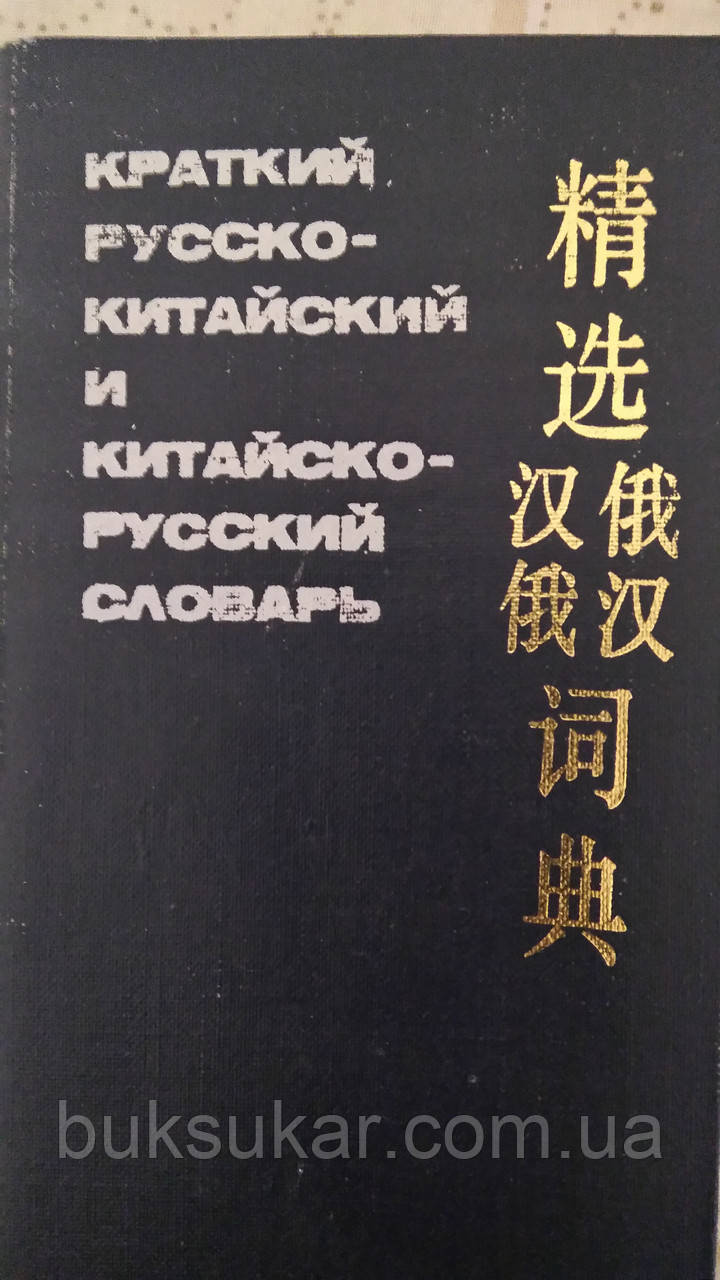 КРАТКИЙ
РУССКО-
КИТАЙСКИЙ
И
КИТАЙСКО-
РУССКИЙ
СЛОВАРЬ
精选
俄汉
汉俄
词典
buksukar.com.ua